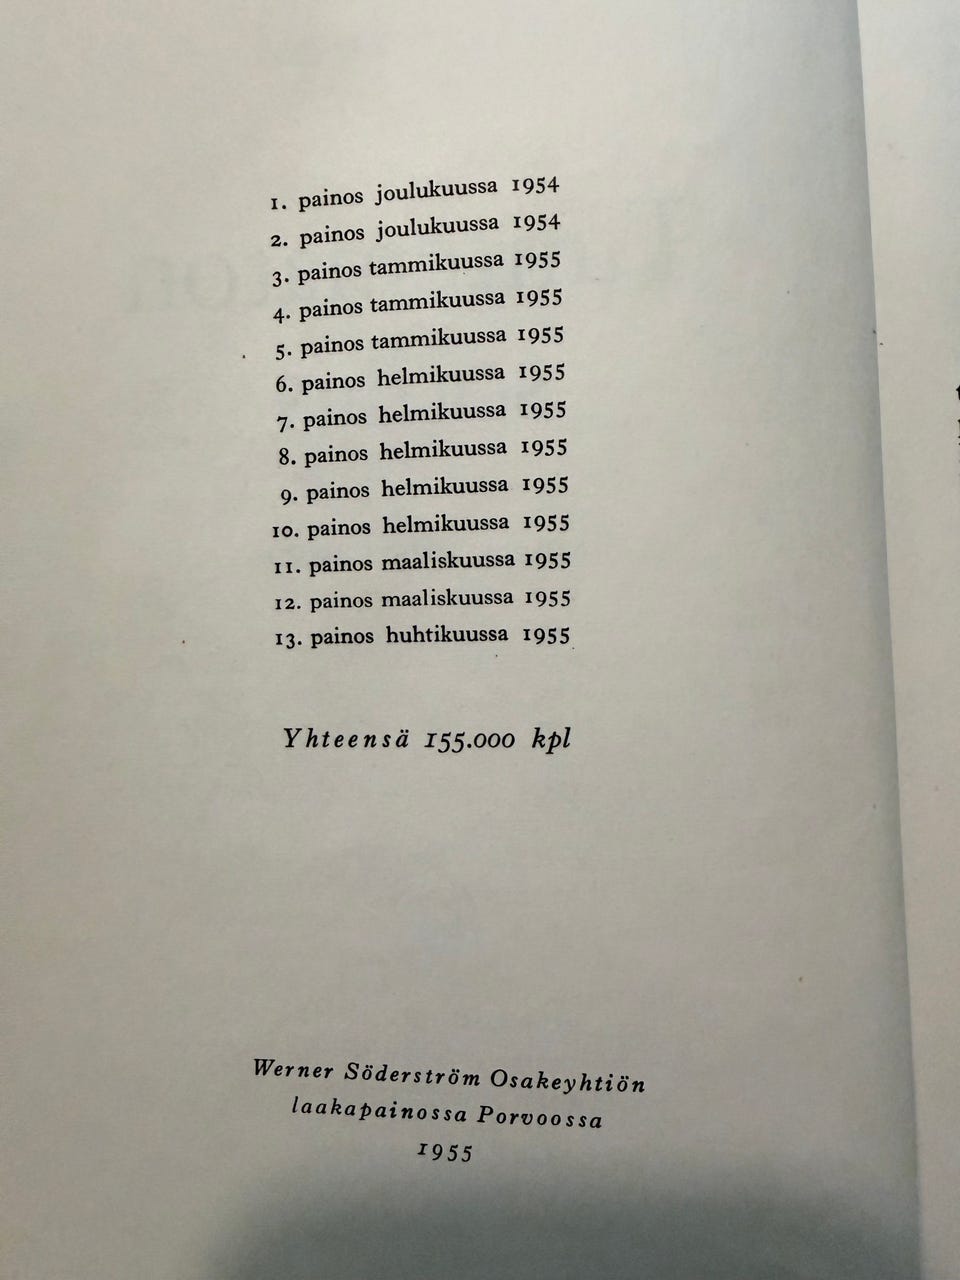 1. painos joulukuussa 1954
2. painos joulukuussa 1954
3. painos tammikuussa 1955
4. painos tammikuussa 1955
5. painos tammikuussa 1955
6. painos helmikuussa 1955
7. painos helmikuussa 1955
8. painos helmikuussa 1955
9. painos helmikuussa 1955
10. painos helmikuussa 1955
11. painos maaliskuussa 1955
12. painos maaliskuussa 1955
13. painos huhtikuussa 1955
Yhteensä 155.000 kpl
Werner Söderström Osakeyhtiön
laakapainossa Porvoossa
1955